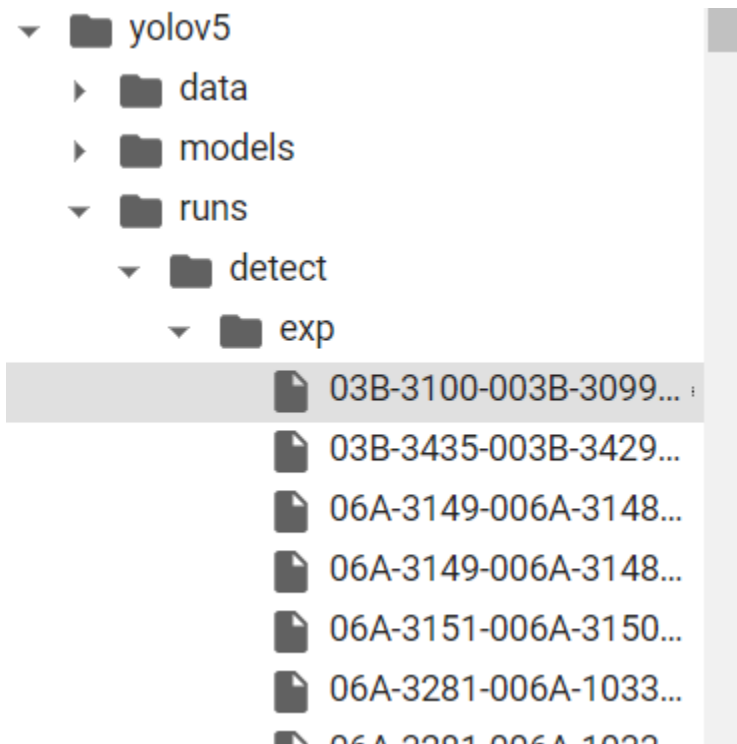 yolov5
data
models
runs
detect
exp
03B-3100-003B-3099...
03B-3435-003B-3429...
06A-3149-006A-3148...
06A-3149-006A-3148...
06A-3151-006A-3150...
06A-3281-006A-1033...